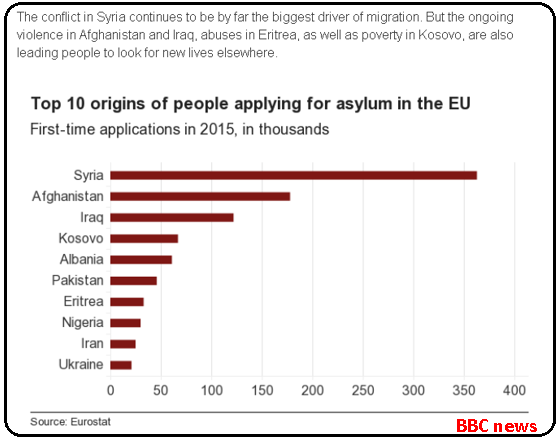 The conflict in Syria continues to be by far the biggest driver of migration. But the ongoing
violence in Afghanistan and Iraq, abuses in Eritrea, as well as poverty in Kosovo, are also
leading people to look for new lives elsewhere.
Top 10 origins of people applying for asylum in the EU
First-time applications in 2015, in thousands
Syria
Afghanistan
Iraq
Kosovo
Albania
Pakistan
Eritrea
Nigeria
Iran
Ukraine
0 50 100 150 200 250 300 350 400
Source: Eurostat
BBC news